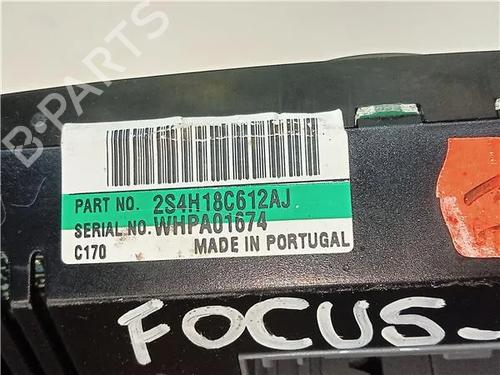 B-PARTS
PART NO. 2S4H18C612AJ
SERIAL NO. WHPA01674
C170 MADE IN PORTUGAL
FOCUS-